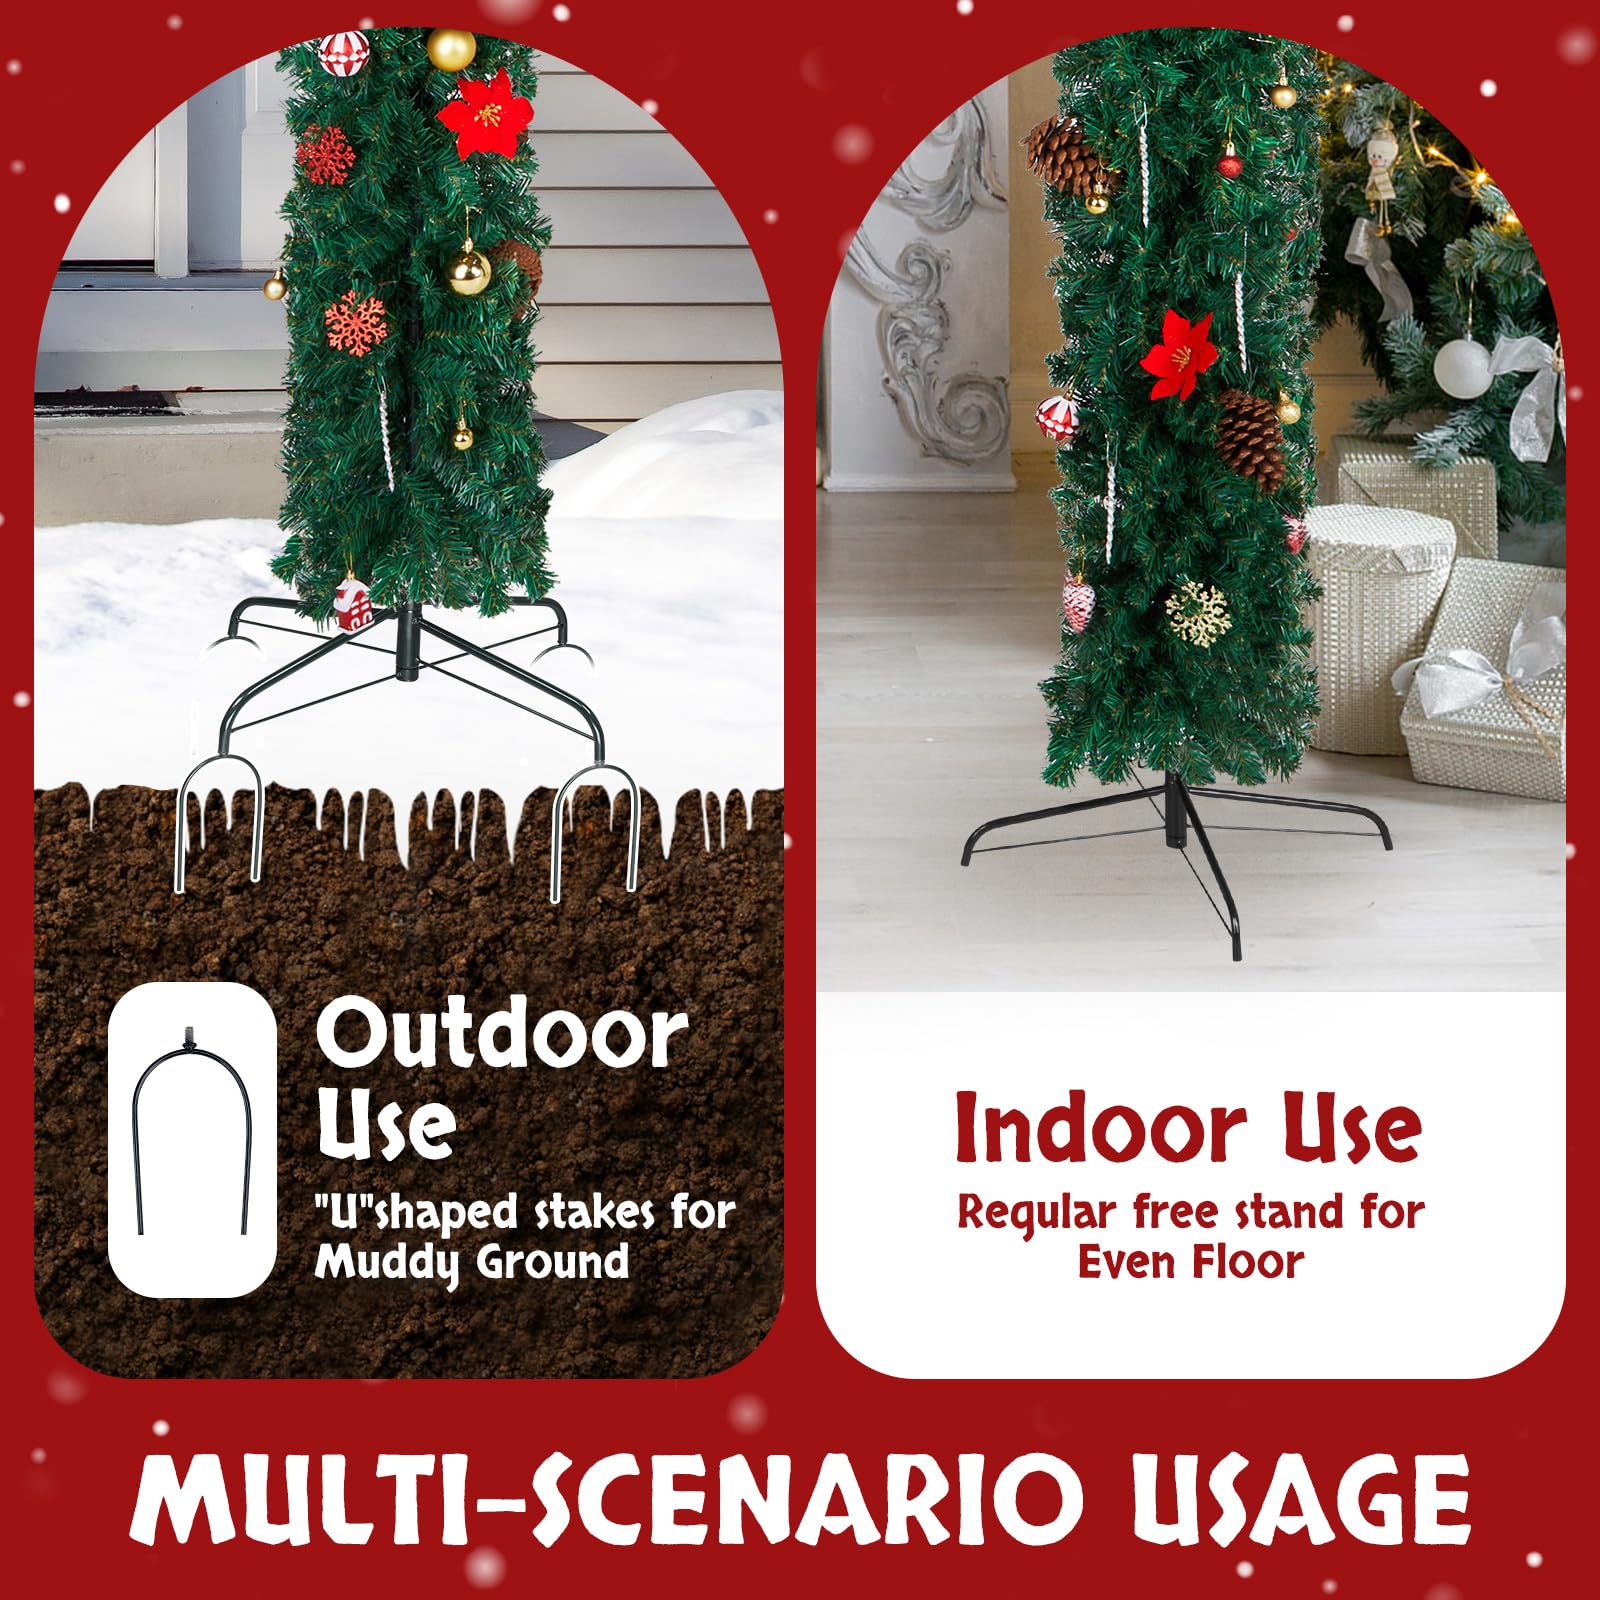 Outdoor
Use
"U"shaped stakes for
Muddy Ground
Indoor Use
Regular free stand for
Even Floor
MULTI-SCENARIO USAGE